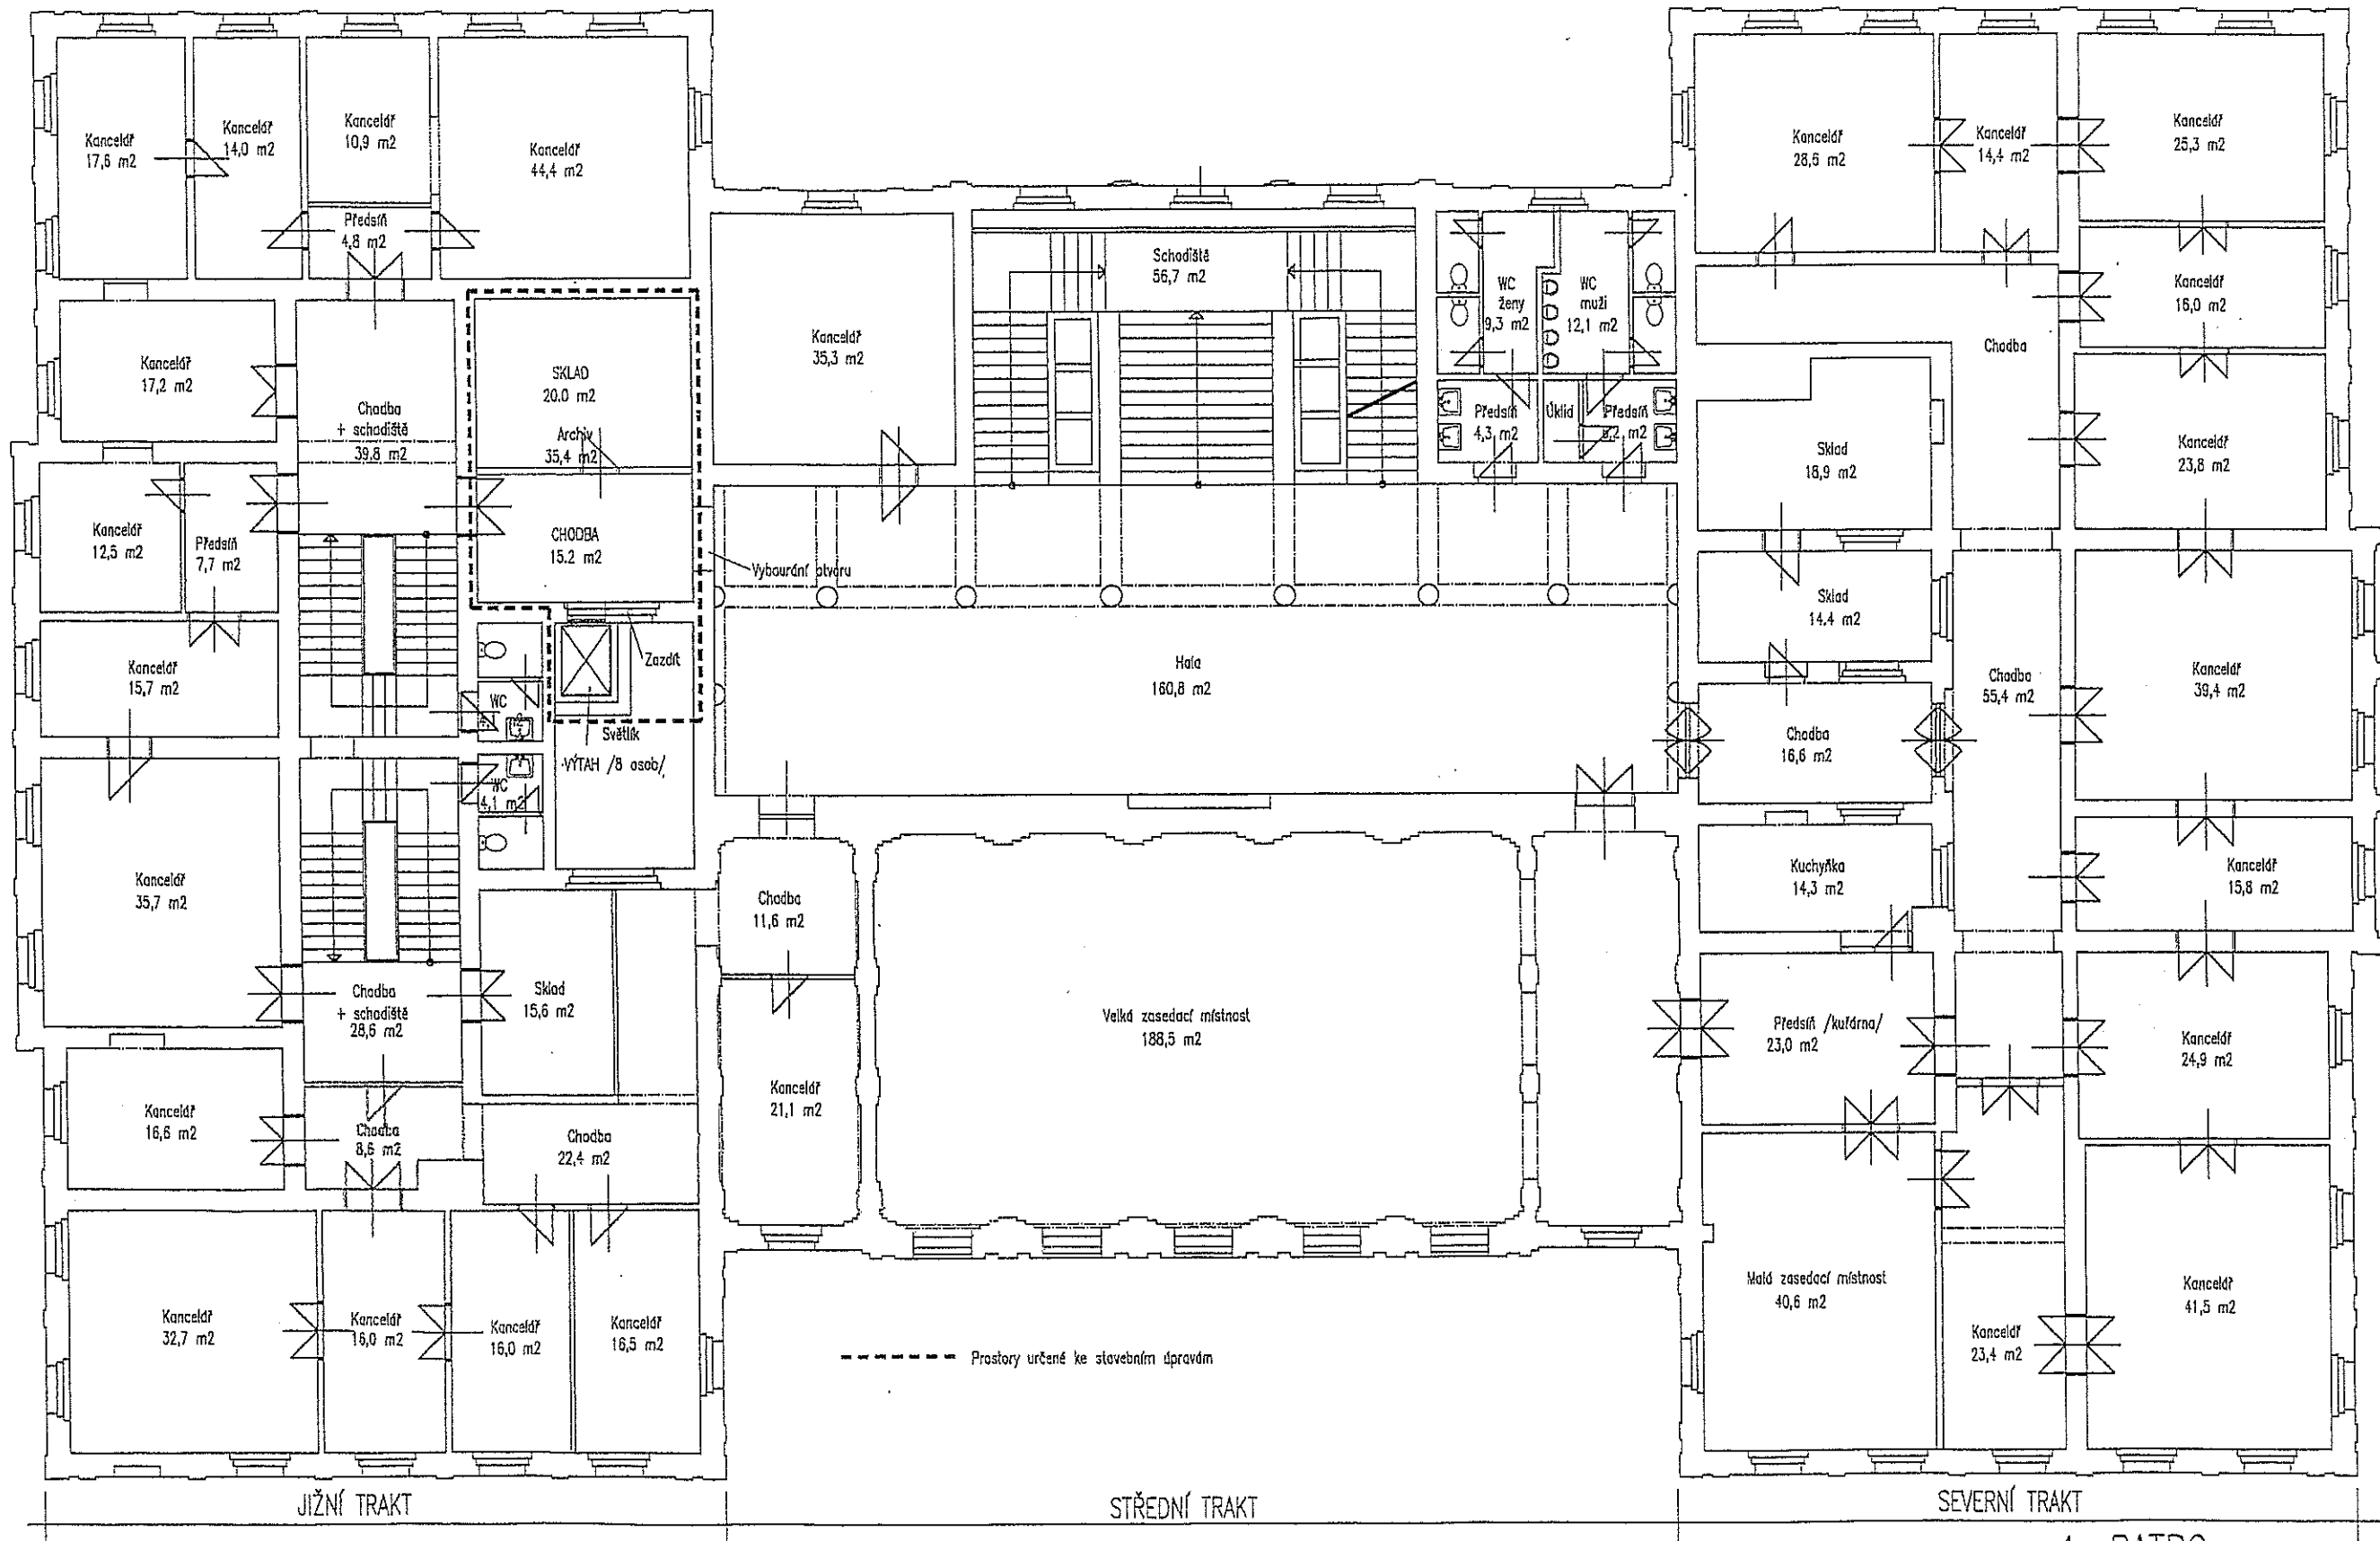 Kancelář
17,6 m2
Kancelář
14,0 m2
Kancelář
10,9 m2
Kancelář
44,4 m2
Předsíň
4,8 m2
Kancelář
17,2 m2
Chodba
+ schodiště
39,8 m2
SKLAD
20.0 m2
Archiv
35,4 m2
CHODBA
15.2 m2
Kancelář
12,5 m2
Předsíň
7,7 m2
Kancelář
15,7 m2
Vybourání otvoru
Zazdít
WC
Světlík
VÝTAH /8 osob/
WC
4,1 m2
Kancelář
35,7 m2
Chodba
+ schodiště
28,6 m2
Sklad
15,6 m2
Kancelář
16,6 m2
Chodba
8,6 m2
Chodba
22,4 m2
Kancelář
32,7 m2
Kancelář
16,0 m2
Kancelář
16,0 m2
Kancelář
16,5 m2
Kancelář
35,3 m2
Schodiště
56,7 m2
WC
ženy
9,3 m2
WC
muži
12,1 m2
Předsíň
4,3 m2
Úklid
Předsíň
5,2 m2
Hala
160,8 m2
Chodba
11,6 m2
Kancelář
21,1 m2
Velká zasedací místnost
188,5 m2
Prostory určené ke stavebním úpravám
Kancelář
28,6 m2
Kancelář
14,4 m2
Kancelář
25,3 m2
Kancelář
16,0 m2
Chodba
Kancelář
23,8 m2
Sklad
18,9 m2
Sklad
14,4 m2
Chodba
55,4 m2
Kancelář
39,4 m2
Chodba
16,6 m2
Kuchyňka
14,3 m2
Kancelář
15,8 m2
Předsíň /kuřárna/
23,0 m2
Kancelář
24,9 m2
Malá zasedací místnost
40,6 m2
Kancelář
23,4 m2
Kancelář
41,5 m2
JIŽNÍ TRAKT
STŘEDNÍ TRAKT
SEVERNÍ TRAKT